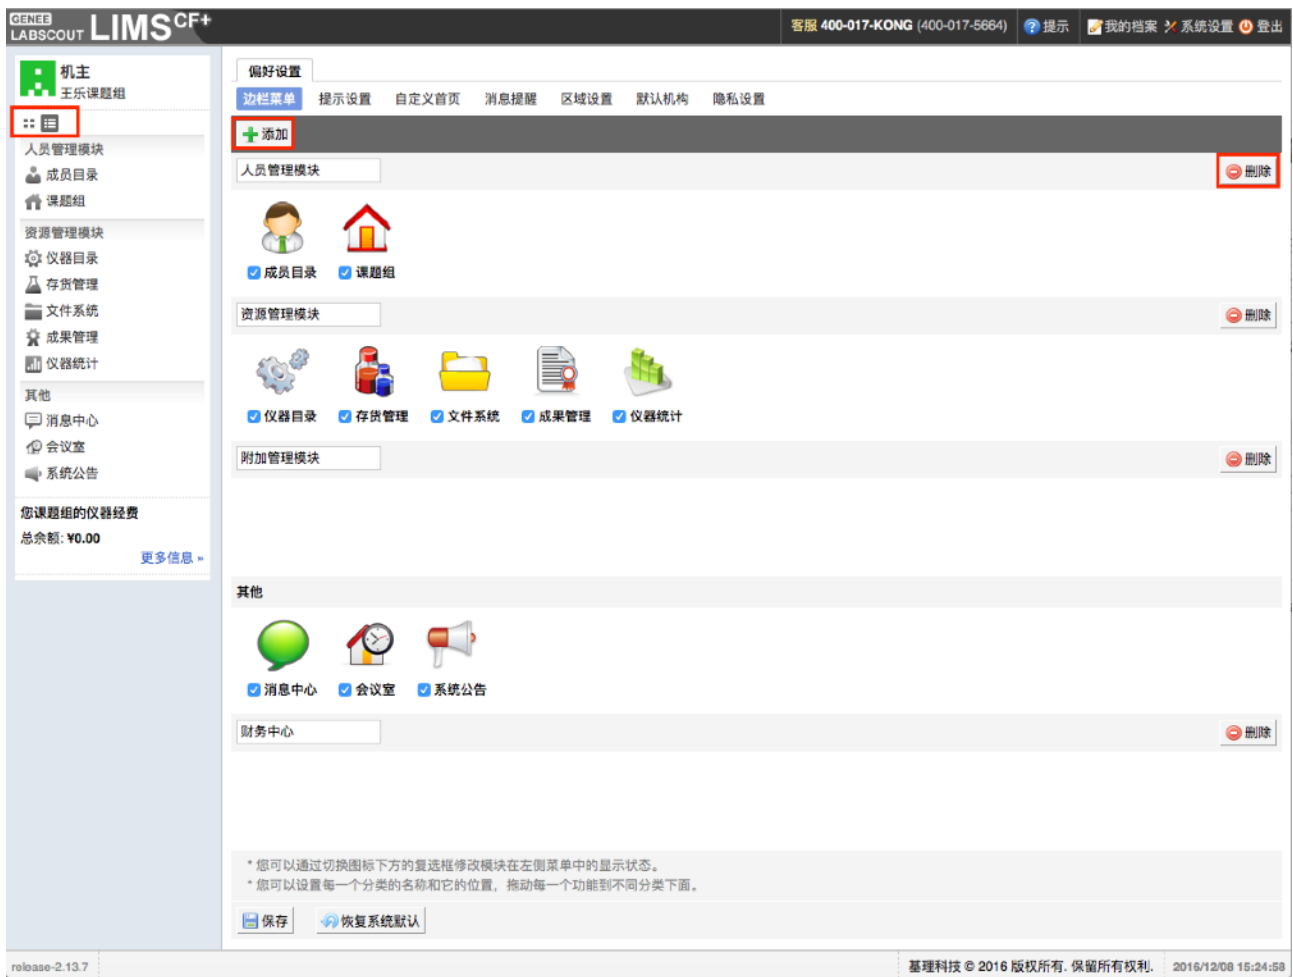 GENEE
LABSCOUT LIMS CF+
客服 400-017-KONG (400-017-5664) 提示 我的档案 系统设置 登出
机主
王乐课题组
人员管理模块
成员目录
课题组
资源管理模块
仪器目录
存货管理
文件系统
成果管理
仪器统计
其他
消息中心
会议室
系统公告
您课题组的仪器经费
总余额: ¥0.00
更多信息 »
偏好设置
边栏菜单 提示设置 自定义首页 消息提醒 区域设置 默认机构 隐私设置
添加
人员管理模块 删除
成员目录 课题组
资源管理模块 删除
仪器目录 存货管理 文件系统 成果管理 仪器统计
附加管理模块 删除
其他
消息中心 会议室 系统公告
财务中心 删除
* 您可以通过切换图标下方的复选框修改模块在左侧菜单中的显示状态。
* 您可以设置每一个分类的名称和它的位置，拖动每一个功能到不同分类下面。
保存 恢复系统默认
release-2.13.7
基理科技 © 2016 版权所有. 保留所有权利. 2016/12/08 15:24:58